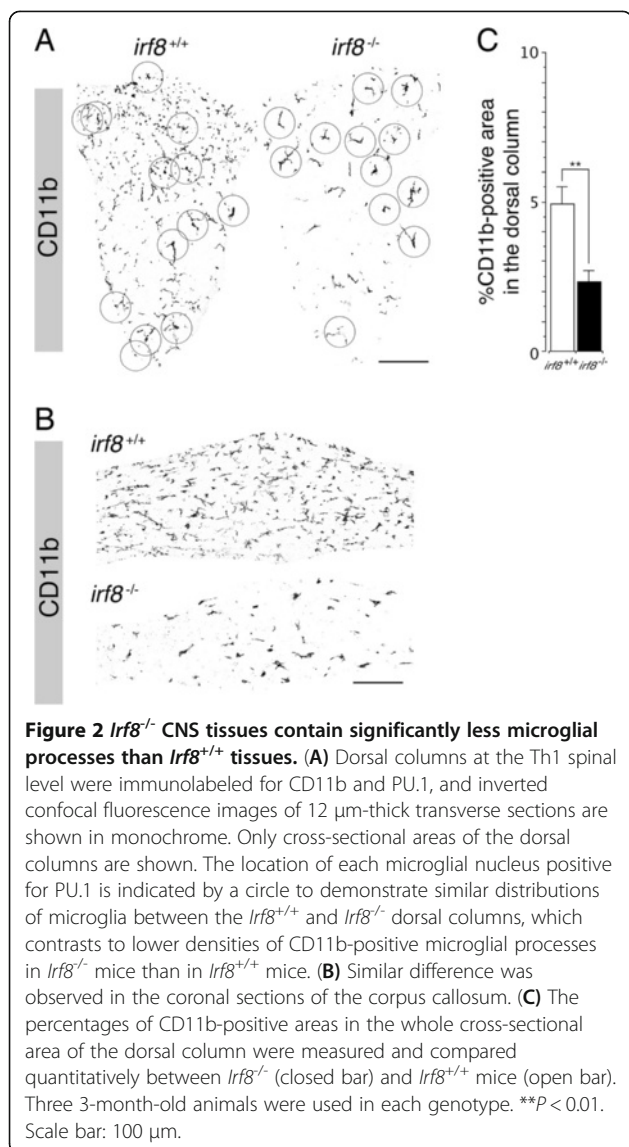 A
irf8+/+
irf8-/-
CD11b
C
%CD11b-positive area
in the dorsal column
10
5
0
**
irf8+/+ irf8-/-
B
irf8+/+
CD11b
irf8-/-
Figure 2 Irf8-/- CNS tissues contain significantly less microglial
processes than Irf8+/+ tissues. (A) Dorsal columns at the Th1 spinal
level were immunolabeled for CD11b and PU.1, and inverted
confocal fluorescence images of 12 μm-thick transverse sections are
shown in monochrome. Only cross-sectional areas of the dorsal
columns are shown. The location of each microglial nucleus positive
for PU.1 is indicated by a circle to demonstrate similar distributions
of microglia between the Irf8+/+ and Irf8-/- dorsal columns, which
contrasts to lower densities of CD11b-positive microglial processes
in Irf8-/- mice than in Irf8+/+ mice. (B) Similar difference was
observed in the coronal sections of the corpus callosum. (C) The
percentages of CD11b-positive areas in the whole cross-sectional
area of the dorsal column were measured and compared
quantitatively between Irf8-/- (closed bar) and Irf8+/+ mice (open bar).
Three 3-month-old animals were used in each genotype. **P < 0.01.
Scale bar: 100 μm.